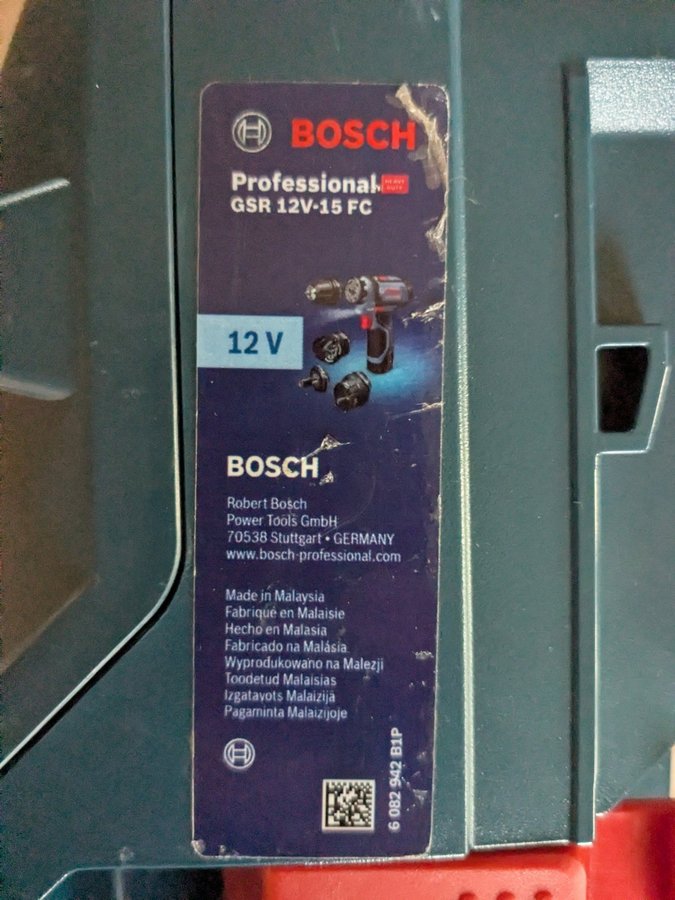 BOSCH
Professional HEAVY DUTY
GSR 12V-15 FC
12 V
BOSCH
Robert Bosch
Power Tools GmbH
70538 Stuttgart • GERMANY
www.bosch-professional.com
Made in Malaysia
Fabriqué en Malaisie
Hecho en Malasia
Fabricado na Malásia
Wyprodukowano na Malezji
Toodetud Malaisias
Izgatavots Malaizijā
Pagaminta Malaizijoje
6 082 942 B1P